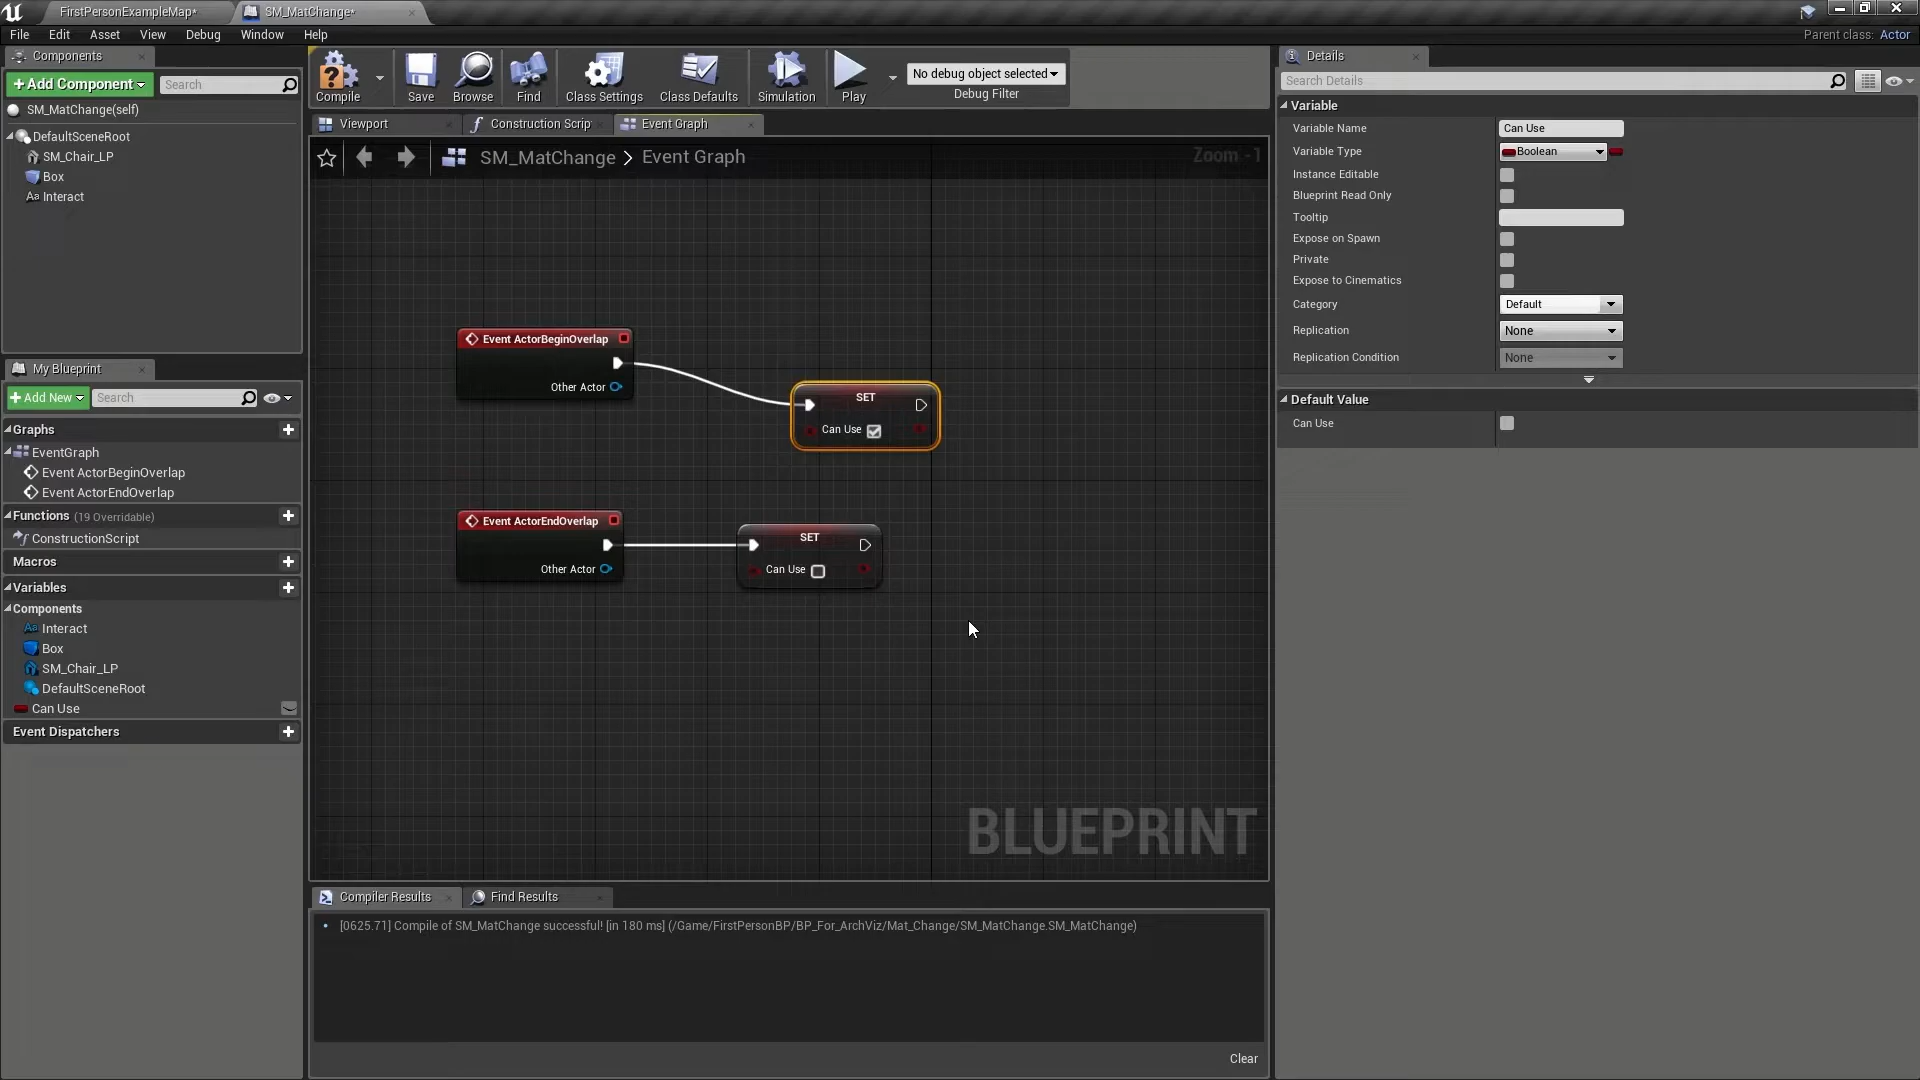 FirstPersonExampleMap*
SM_MatChange*
File Edit Asset View Debug Window Help
Parent class: Actor
Components
+Add Component
Search
SM_MatChange(self)
DefaultSceneRoot
SM_Chair_LP
Box
Aa Interact
My Blueprint
+Add New
Search
Graphs
EventGraph
Event ActorBeginOverlap
Event ActorEndOverlap
Functions (19 Overridable)
ConstructionScript
Macros
Variables
Components
Aa Interact
Box
SM_Chair_LP
DefaultSceneRoot
Can Use
Event Dispatchers
Compile
Save
Browse
Find
Class Settings
Class Defaults
Simulation
Play
No debug object selected
Debug Filter
Viewport
Construction Scrip
Event Graph
SM_MatChange > Event Graph
Zoom -1
Event ActorBeginOverlap
Other Actor
SET
Can Use
Event ActorEndOverlap
Other Actor
SET
Can Use
BLUEPRINT
Compiler Results
Find Results
[0625.71] Compile of SM_MatChange successful! [in 180 ms] (/Game/FirstPersonBP/BP_For_ArchViz/Mat_Change/SM_MatChange.SM_MatChange)
Clear
Details
Search Details
Variable
Variable Name Can Use
Variable Type Boolean
Instance Editable
Blueprint Read Only
Tooltip
Expose on Spawn
Private
Expose to Cinematics
Category Default
Replication None
Replication Condition None
Default Value
Can Use